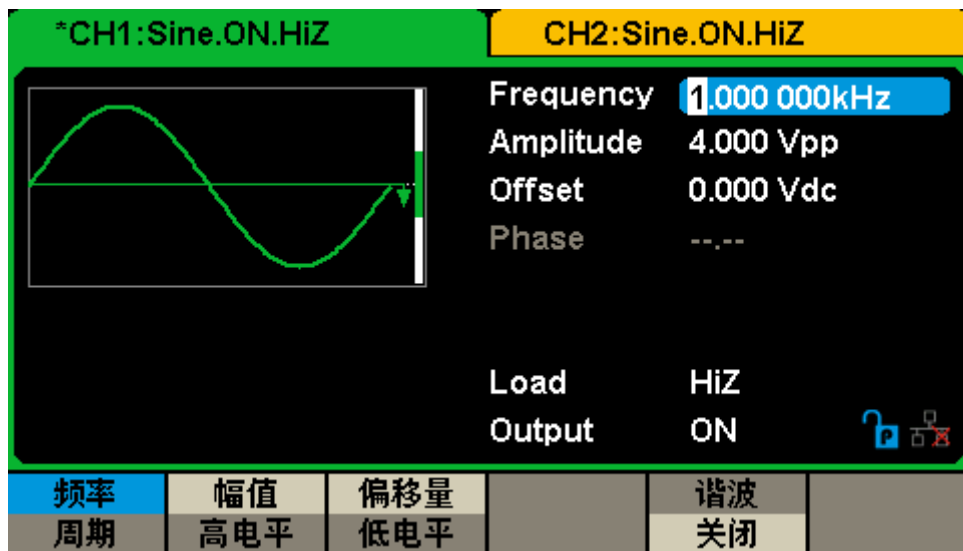 *CH1:Sine.ON.HiZ CH2:Sine.ON.HiZ
Frequency 1.000 000kHz
Amplitude 4.000 Vpp
Offset 0.000 Vdc
Phase --.--
Load HiZ
Output ON P
频率 幅值 偏移量 谐波
周期 高电平 低电平 关闭